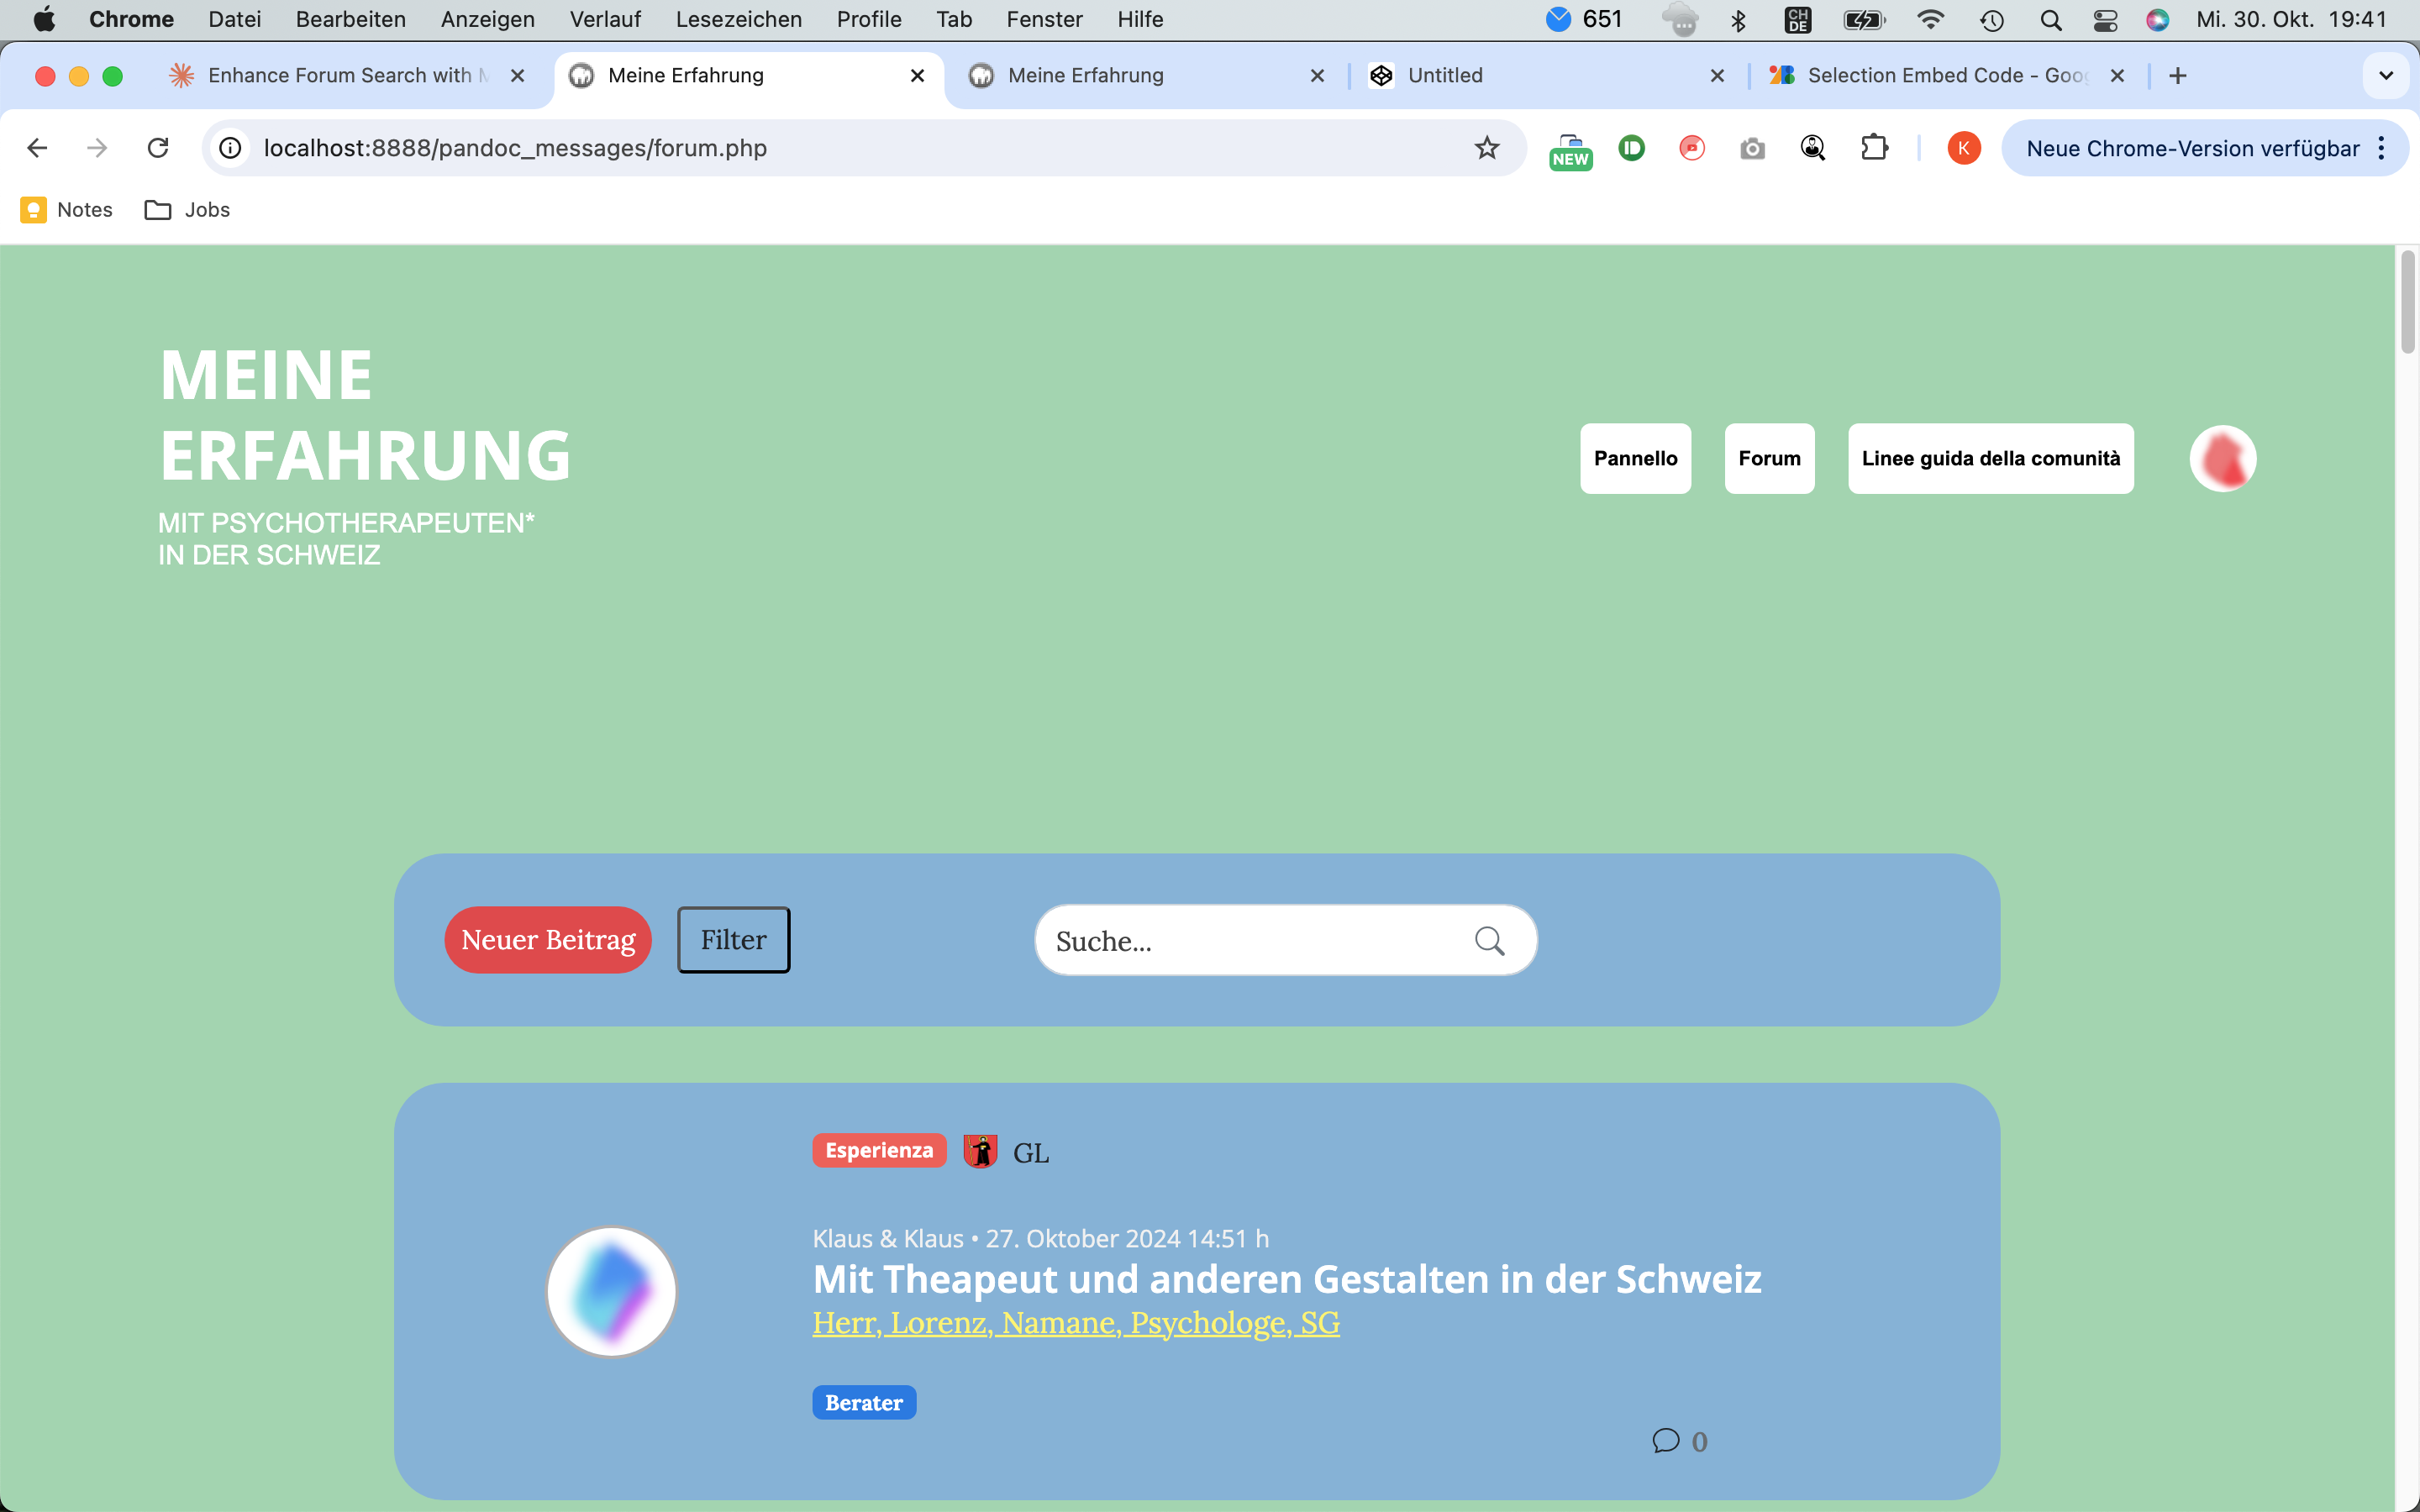 Chrome Datei Bearbeiten Anzeigen Verlauf Lesezeichen Profile Tab Fenster Hilfe 651 CH DE Mi. 30. Okt. 19:41
Enhance Forum Search with Meine Erfahrung Meine Erfahrung Untitled Selection Embed Code - Goo
localhost:8888/pandoc_messages/forum.php NEW K Neue Chrome-Version verfügbar
Notes Jobs
MEINE
ERFAHRUNG
MIT PSYCHOTHERAPEUTEN*
IN DER SCHWEIZ
Pannello Forum Linee guida della comunità
Neuer Beitrag Filter Suche...
Esperienza GL
Klaus & Klaus • 27. Oktober 2024 14:51 h
Mit Theapeut und anderen Gestalten in der Schweiz
Herr, Lorenz, Namane, Psychologe, SG
Berater
0